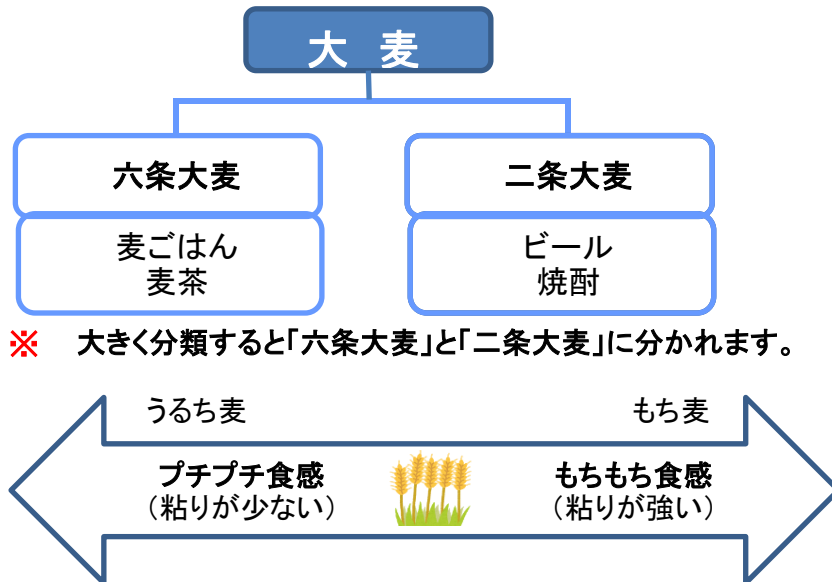 大 麦
六条大麦
二条大麦
麦ごはん
麦茶
ビール
焼酎
※ 大きく分類すると「六条大麦」と「二条大麦」に分かれます。
うるち麦
もち麦
プチプチ食感
(粘りが少ない)
もちもち食感
(粘りが強い)